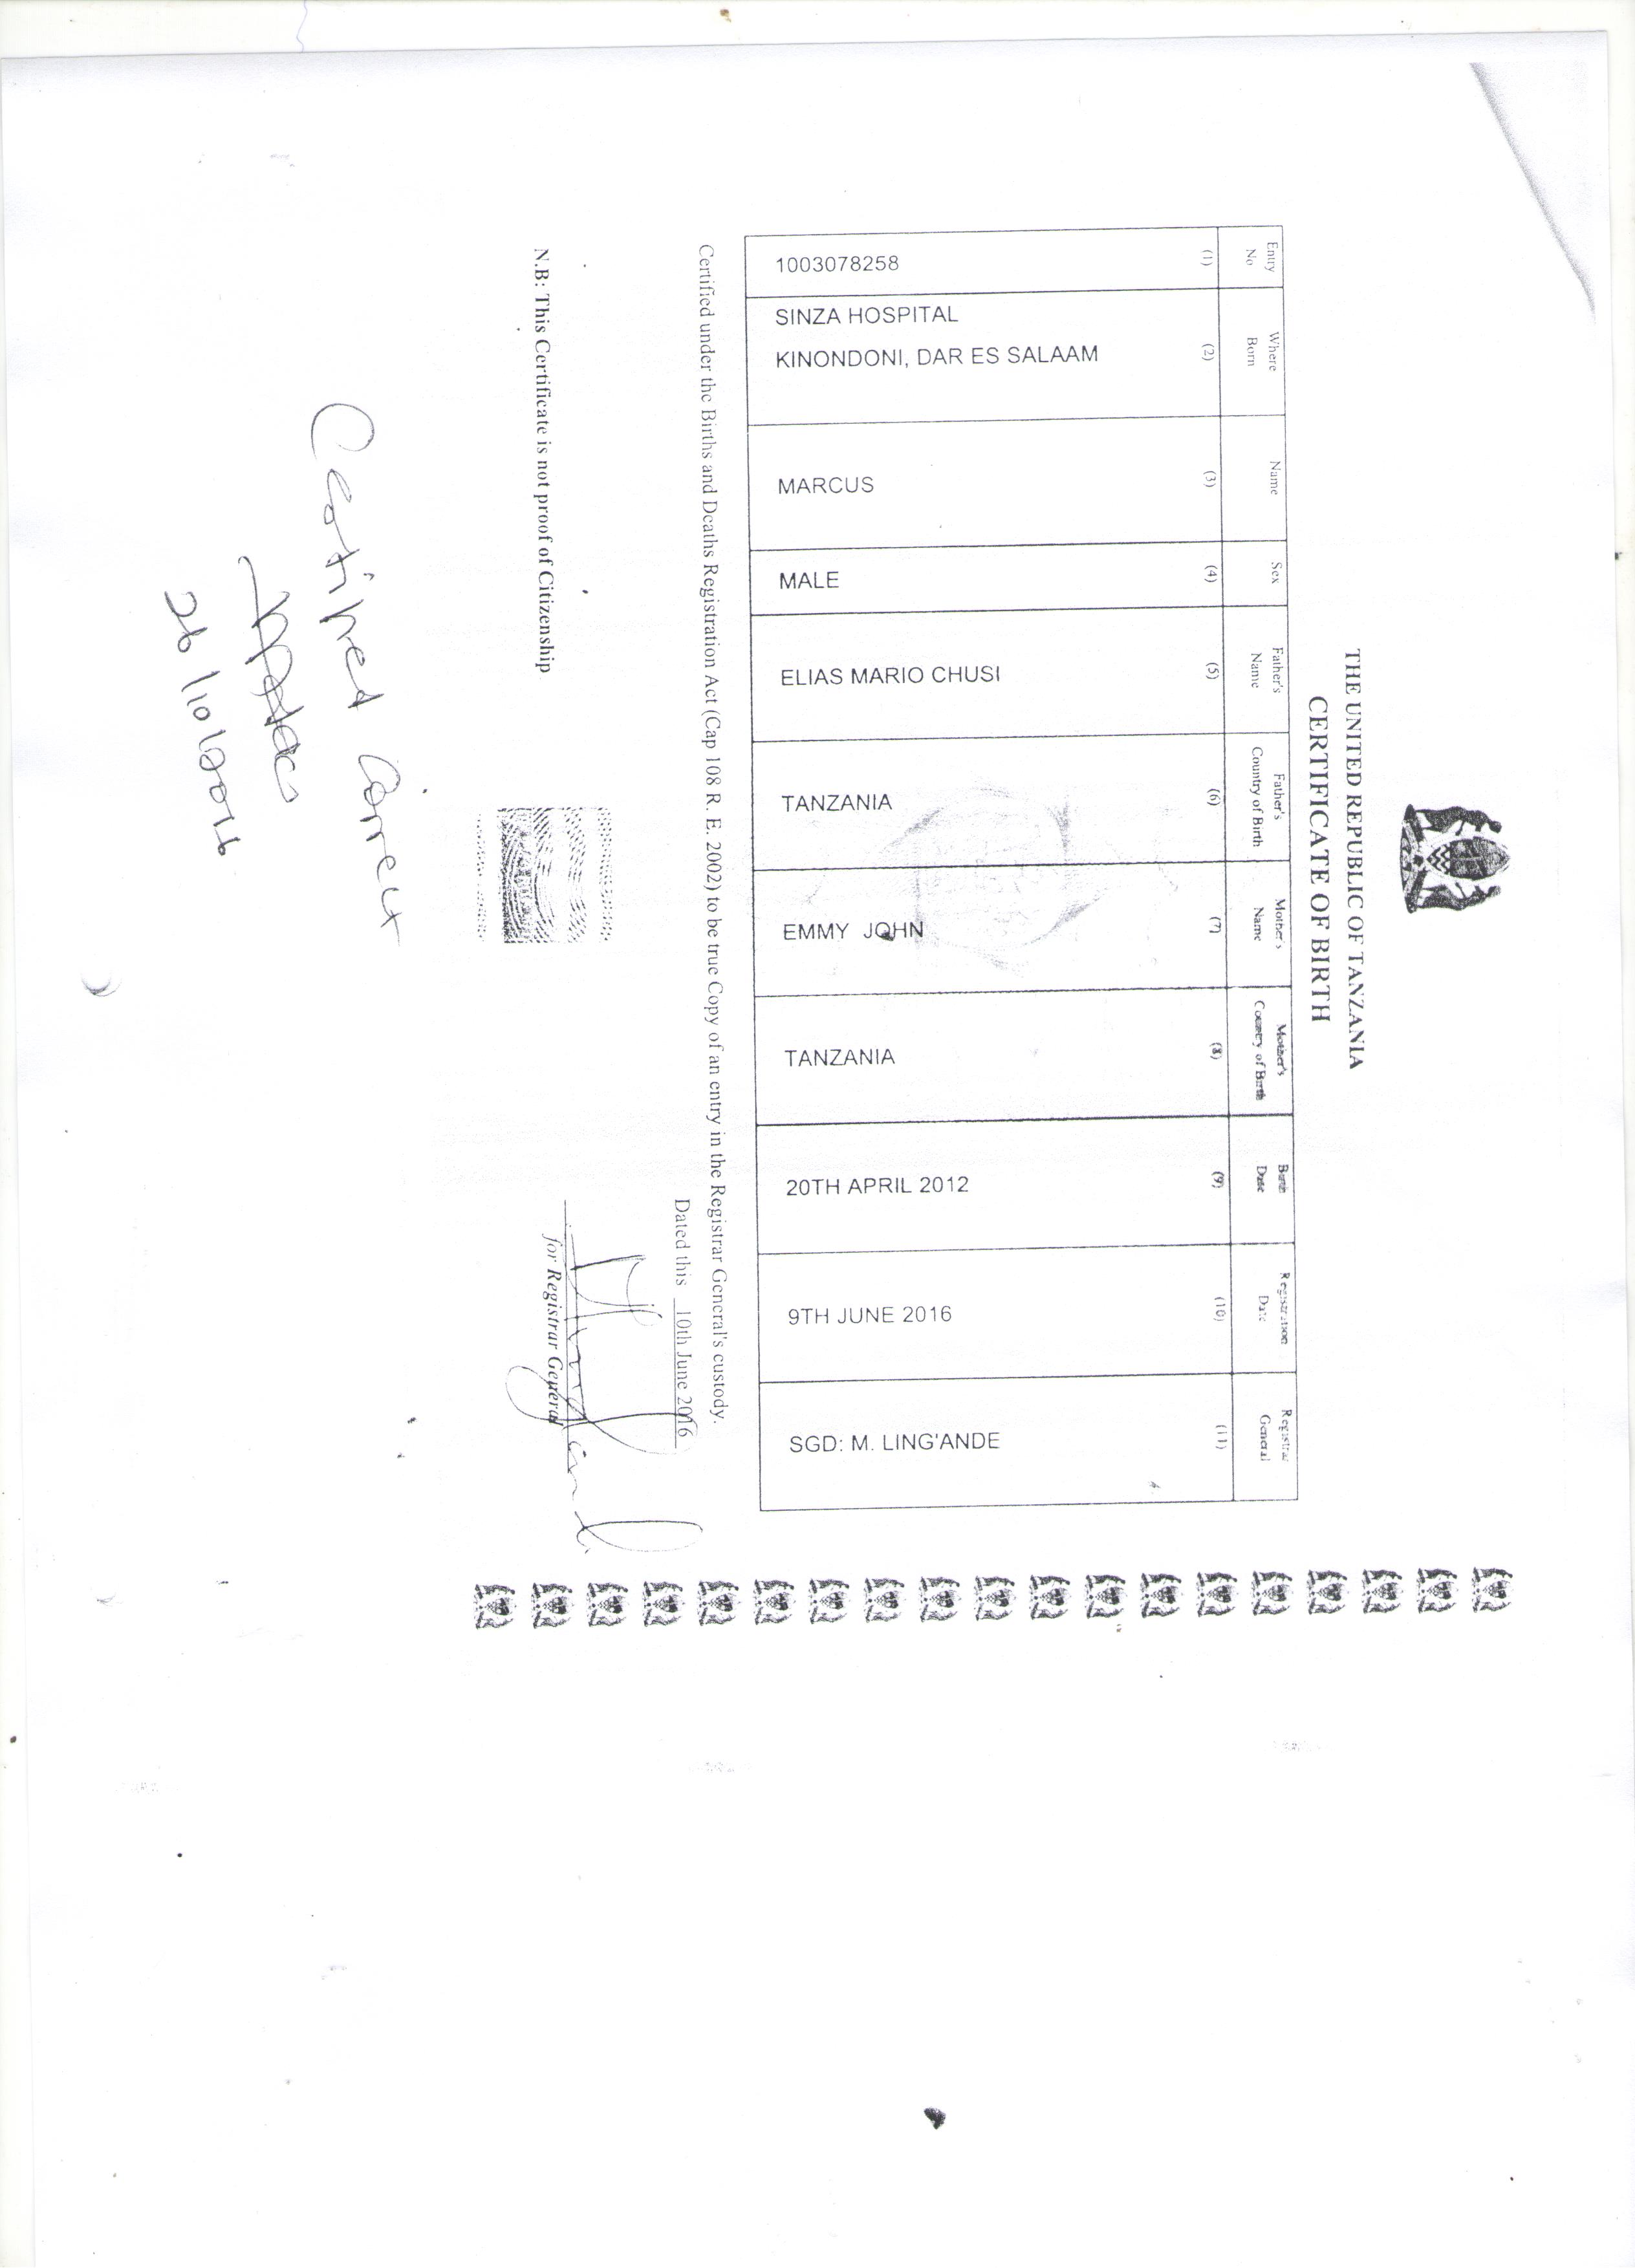 THE UNITED REPUBLIC OF TANZANIA
CERTIFICATE OF BIRTH
Entry No (1)
Where Born (2)
Name (3)
Sex (4)
Father's Name (5)
Father's Country of Birth (6)
Mother's Name (7)
Mother's Country of Birth (8)
Birth Date (9)
Registration Date (10)
Registrar General (11)
1003078258
SINZA HOSPITAL
KINONDONI, DAR ES SALAAM
MARCUS
MALE
ELIAS MARIO CHUSI
TANZANIA
EMMY JOHN
TANZANIA
20TH APRIL 2012
9TH JUNE 2016
SGD: M. LING'ANDE
Certified under the Births and Deaths Registration Act (Cap 108 R. E. 2002) to be true Copy of an entry in the Registrar General's custody.
Dated this 10th June 2016
for Registrar General
N.B: This Certificate is not proof of Citizenship
Certified Correct
26/10/2016